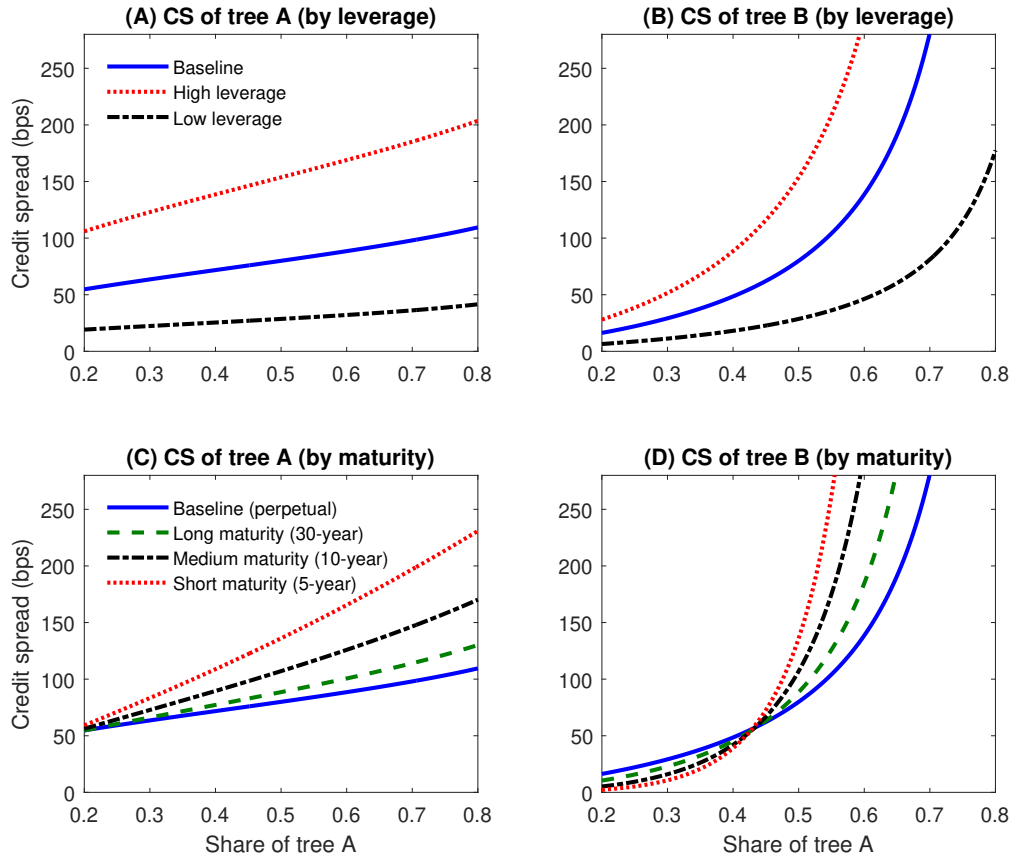 (A) CS of tree A (by leverage)
Credit spread (bps)
250
200
150
100
50
0
Baseline
High leverage
Low leverage
0.2 0.3 0.4 0.5 0.6 0.7 0.8
(B) CS of tree B (by leverage)
250
200
150
100
50
0
0.2 0.3 0.4 0.5 0.6 0.7 0.8
(C) CS of tree A (by maturity)
Credit spread (bps)
250
200
150
100
50
0
Baseline (perpetual)
Long maturity (30-year)
Medium maturity (10-year)
Short maturity (5-year)
0.2 0.3 0.4 0.5 0.6 0.7 0.8
Share of tree A
(D) CS of tree B (by maturity)
250
200
150
100
50
0
0.2 0.3 0.4 0.5 0.6 0.7 0.8
Share of tree A